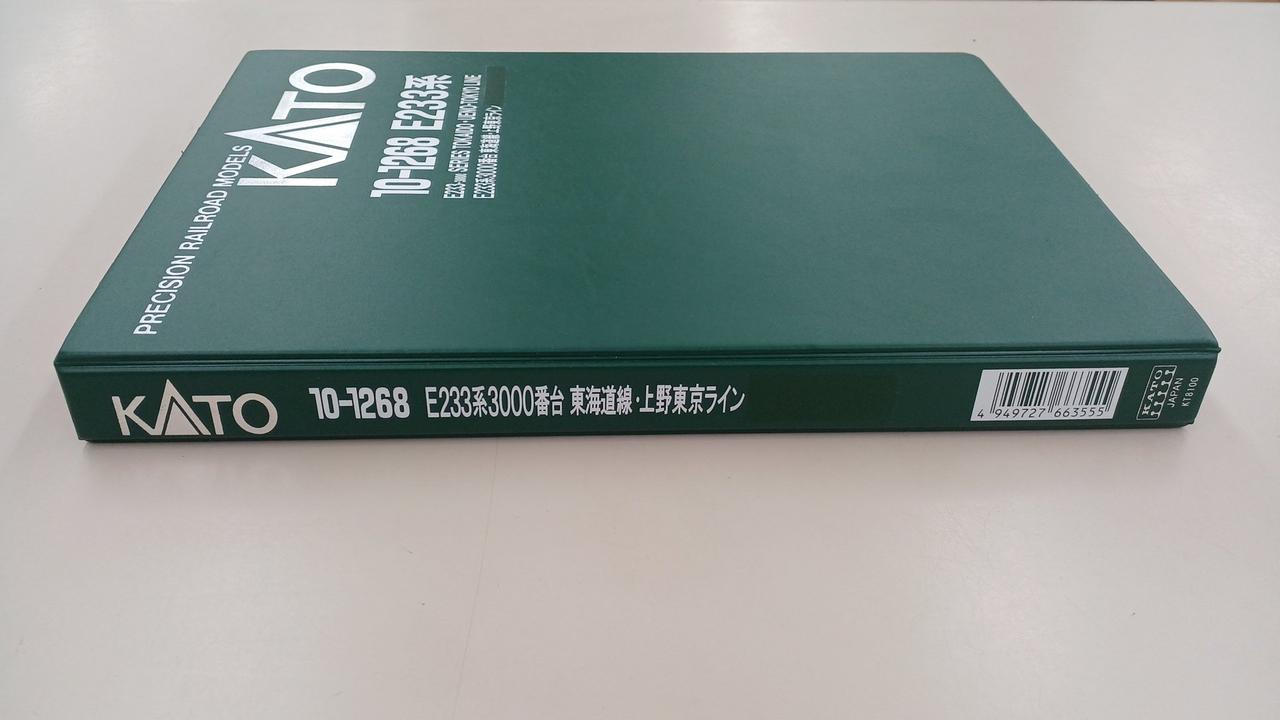 PRECISION RAILROAD MODELS
KATO
10-1268 E233系
E233-3000 SERIES TOKAIDO・UENO-TOKYO LINE
E233系3000番台 東海道線・上野東京ライン
KATO
10-1268 E233系3000番台 東海道線・上野東京ライン
4 949727 663555
KATO
JAPAN
KT8100